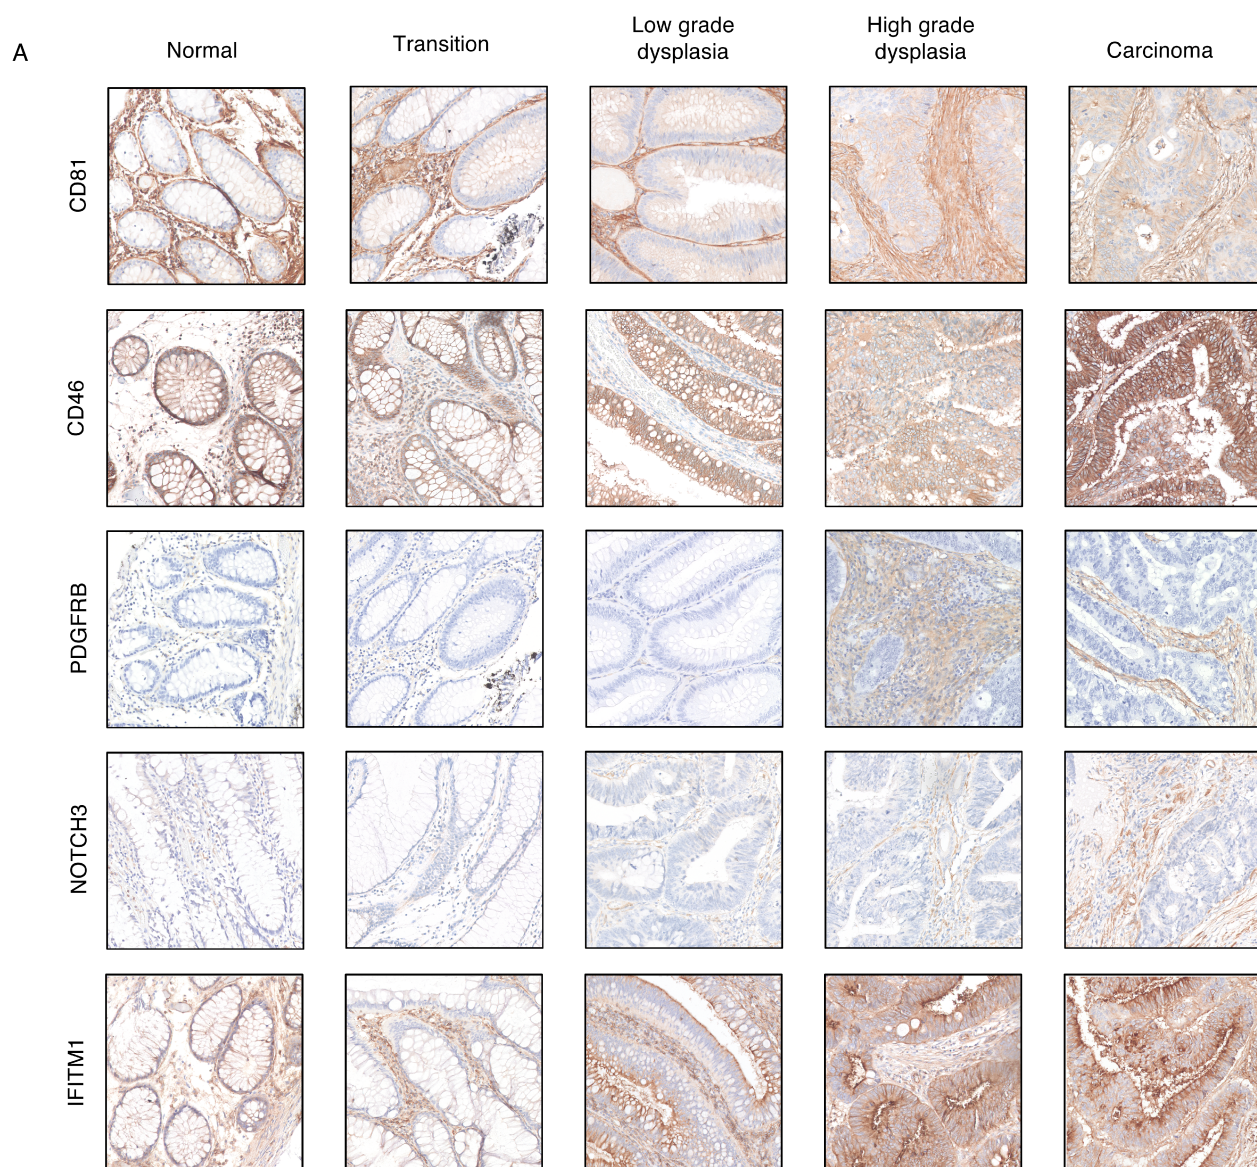 A
Normal
Transition
Low grade
dysplasia
High grade
dysplasia
Carcinoma
CD81
CD46
PDGFRB
NOTCH3
IFITM1